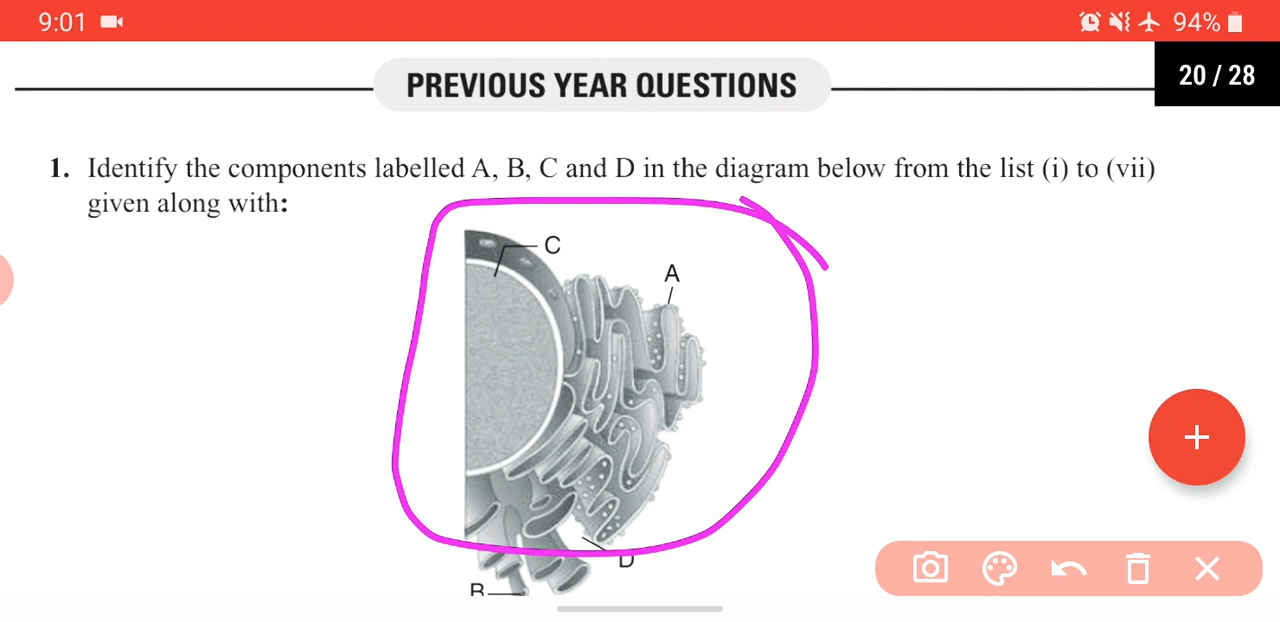 9:01
94%
PREVIOUS YEAR QUESTIONS
20 / 28
1. Identify the components labelled A, B, C and D in the diagram below from the list (i) to (vii)
given along with:
C
A
D
B